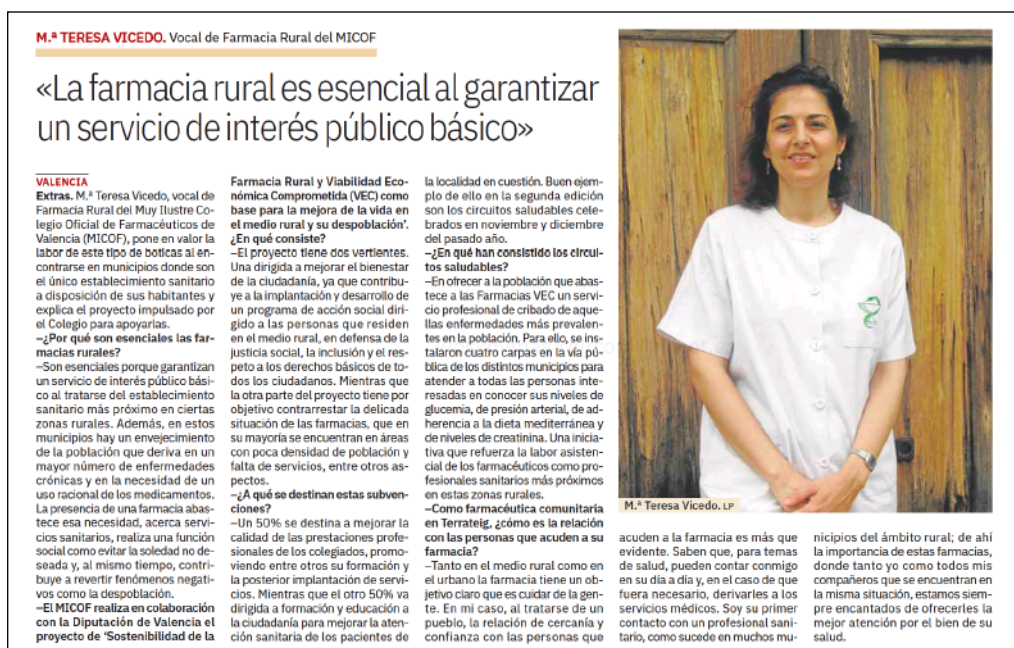 M.ª TERESA VICEDO. Vocal de Farmacia Rural del MICOF
«La farmacia rural es esencial al garantizar
un servicio de interés público básico»
VALENCIA
Extras. M.ª Teresa Vicedo, vocal de
Farmacia Rural del Muy Ilustre Co-
legio Oficial de Farmacéuticos de
Valencia (MICOF), pone en valor la
labor de este tipo de boticas al en-
contrarse en municipios donde son
el único establecimiento sanitario
a disposición de sus habitantes y
explica el proyecto impulsado por
el Colegio para apoyarlas.
–¿Por qué son esenciales las far-
macias rurales?
–Son esenciales porque garantizan
un servicio de interés público bási-
co al tratarse del establecimiento
sanitario más próximo en ciertas
zonas rurales. Además, en estos
municipios hay un envejecimiento
de la población que deriva en un
mayor número de enfermedades
crónicas y en la necesidad de un
uso racional de los medicamentos.
La presencia de una farmacia abas-
tece esa necesidad, acerca servi-
cios sanitarios, realiza una función
social como evitar la soledad no de-
seada y, al mismo tiempo, contri-
buye a revertir fenómenos negati-
vos como la despoblación.
–El MICOF realiza en colaboración
con la Diputación de Valencia el
proyecto de ‘Sostenibilidad de la
Farmacia Rural y Viabilidad Eco-
nómica Comprometida (VEC) como
base para la mejora de la vida en
el medio rural y su despoblación’.
¿En qué consiste?
–El proyecto tiene dos vertientes.
Una dirigida a mejorar el bienestar
de la ciudadanía, ya que contribu-
ye a la implantación y desarrollo de
un programa de acción social diri-
gido a las personas que residen
en el medio rural, en defensa de la
justicia social, la inclusión y el res-
peto a los derechos básicos de to-
dos los ciudadanos. Mientras que
la otra parte del proyecto tiene por
objetivo contrarrestar la delicada
situación de las farmacias, que en
su mayoría se encuentran en áreas
con poca densidad de población y
falta de servicios, entre otros as-
pectos.
–¿A qué se destinan estas subven-
ciones?
–Un 50% se destina a mejorar la
calidad de las prestaciones profe-
sionales de los colegiados, promo-
viendo entre otros su formación y
la posterior implantación de servi-
cios. Mientras que el otro 50% va
dirigida a formación y educación a
la ciudadanía para mejorar la aten-
ción sanitaria de los pacientes de
la localidad en cuestión. Buen ejem-
plo de ello en la segunda edición
son los circuitos saludables cele-
brados en noviembre y diciembre
del pasado año.
–¿En qué han consistido los circui-
tos saludables?
–En ofrecer a la población que abas-
tece a las Farmacias VEC un servi-
cio profesional de cribado de aque-
llas enfermedades más prevalen-
tes en la población. Para ello, se ins-
talaron cuatro carpas en la vía pú-
blica de los distintos municipios para
atender a todas las personas inte-
resadas en conocer sus niveles de
glucemia, de presión arterial, de ad-
herencia a la dieta mediterránea y
de niveles de creatinina. Una inicia-
tiva que refuerza la labor asisten-
cial de los farmacéuticos como pro-
fesionales sanitarios más próximos
en estas zonas rurales.
–Como farmacéutica comunitaria
en Terrateig, ¿cómo es la relación
con las personas que acuden a su
farmacia?
–Tanto en el medio rural como en
el urbano la farmacia tiene un ob-
jetivo claro que es cuidar de la gen-
te. En mi caso, al tratarse de un
pueblo, la relación de cercanía y
confianza con las personas que
M.ª Teresa Vicedo. LP
acuden a la farmacia es más que
evidente. Saben que, para temas
de salud, pueden contar conmigo
en su día a día y, en el caso de que
fuera necesario, derivarles a los
servicios médicos. Soy su primer
contacto con un profesional sani-
tario, como sucede en muchos mu-
nicipios del ámbito rural; de ahí
la importancia de estas farmacias,
donde tanto yo como todos mis
compañeros que se encuentran en
la misma situación, estamos siem-
pre encantados de ofrecerles la
mejor atención por el bien de su
salud.